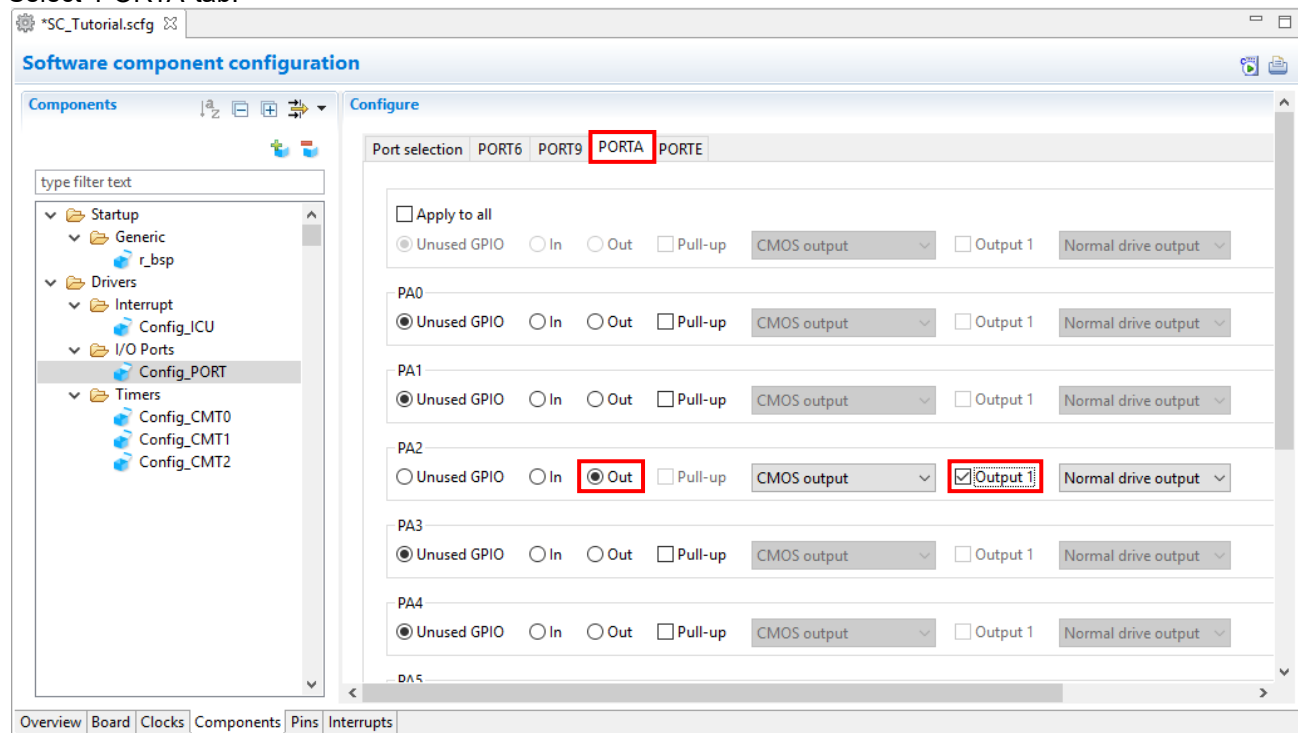 *SC_Tutorial.scfg
Software component configuration
Components
type filter text
Startup
Generic
r_bsp
Drivers
Interrupt
Config_ICU
I/O Ports
Config_PORT
Timers
Config_CMT0
Config_CMT1
Config_CMT2
Configure
Port selection PORT6 PORT9 PORTA PORTE
Apply to all
Unused GPIO In Out Pull-up CMOS output Output 1 Normal drive output
PA0
Unused GPIO In Out Pull-up CMOS output Output 1 Normal drive output
PA1
Unused GPIO In Out Pull-up CMOS output Output 1 Normal drive output
PA2
Unused GPIO In Out Pull-up CMOS output Output 1 Normal drive output
PA3
Unused GPIO In Out Pull-up CMOS output Output 1 Normal drive output
PA4
Unused GPIO In Out Pull-up CMOS output Output 1 Normal drive output
PA5
Overview Board Clocks Components Pins Interrupts